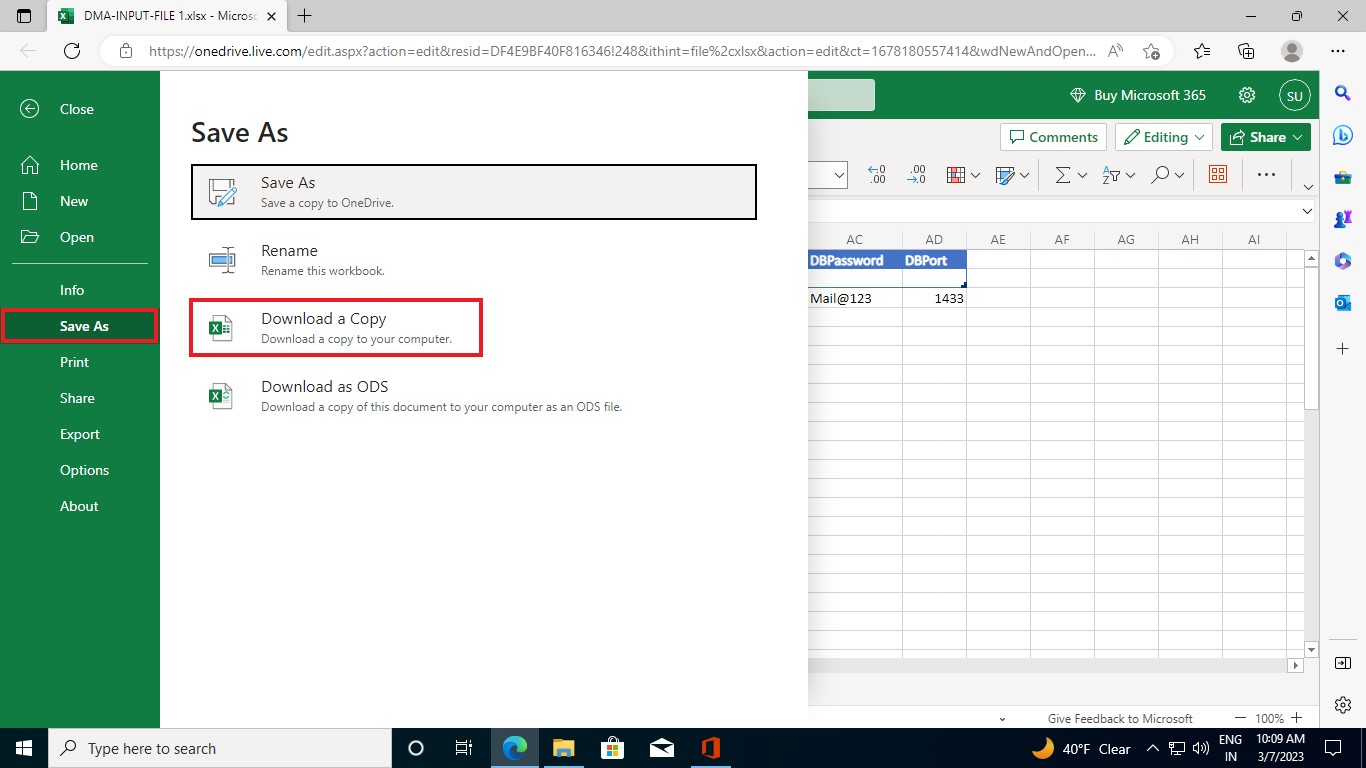 DMA-INPUT-FILE 1.xlsx - Microsc
https://onedrive.live.com/edit.aspx?action=edit&resid=DF4E9BF40F816346!248&ithint=file%2cxlsx&action=edit&ct=1678180557414&wdNewAndOpen...
Close
Home
New
Open
Info
Save As
Print
Share
Export
Options
About
Save As
Save As
Save a copy to OneDrive.
Rename
Rename this workbook.
Download a Copy
Download a copy to your computer.
Download as ODS
Download a copy of this document to your computer as an ODS file.
Buy Microsoft 365
SU
Comments
Editing
Share
AC AD AE AF AG AH AI
DBPassword DBPort
Mail@123 1433
Give Feedback to Microsoft
100%
Type here to search
40°F Clear
ENG
IN
10:09 AM
3/7/2023